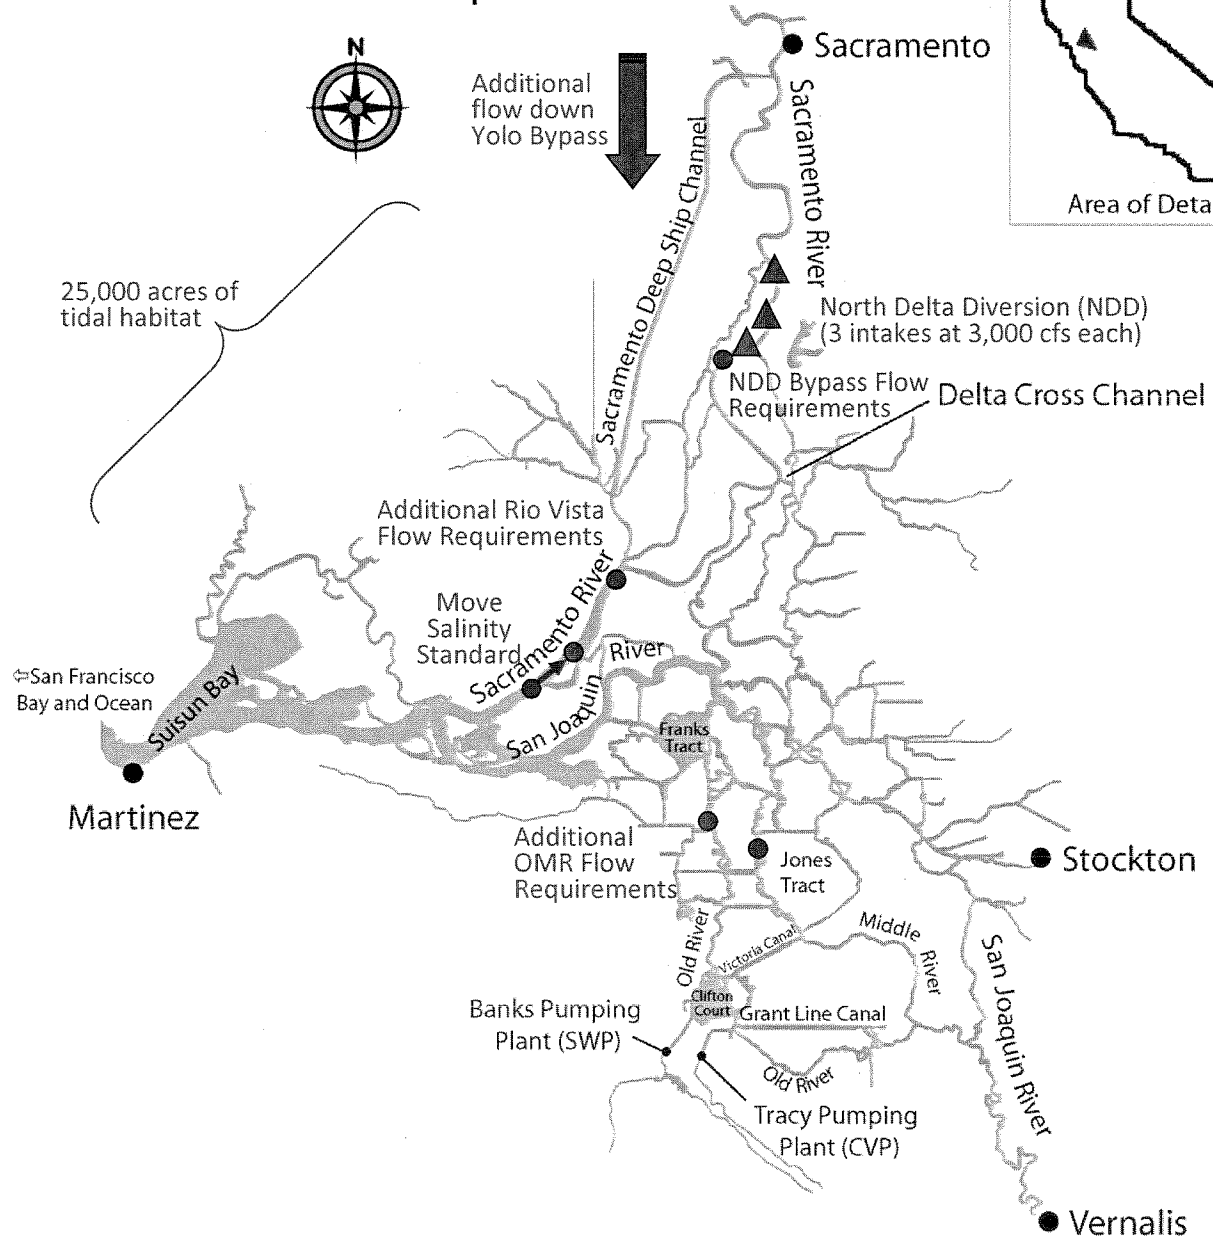 N
Sacramento
Additional
flow down
Yolo Bypass
Sacramento River
Sacramento Deep Ship Channel
Area of Deta
25,000 acres of
tidal habitat
North Delta Diversion (NDD)
(3 intakes at 3,000 cfs each)
NDD Bypass Flow
Requirements
Delta Cross Channel
Additional Rio Vista
Flow Requirements
Move
Salinity
Standard
Sacramento River
River
San Joaquin
⇦San Francisco
Bay and Ocean
Suisun Bay
Franks
Tract
Martinez
Additional
OMR Flow
Requirements
Jones
Tract
Stockton
Old River
Victoria Canal
Middle
River
San Joaquin River
Clifton
Court
Grant Line Canal
Banks Pumping
Plant (SWP)
Old River
Tracy Pumping
Plant (CVP)
Vernalis